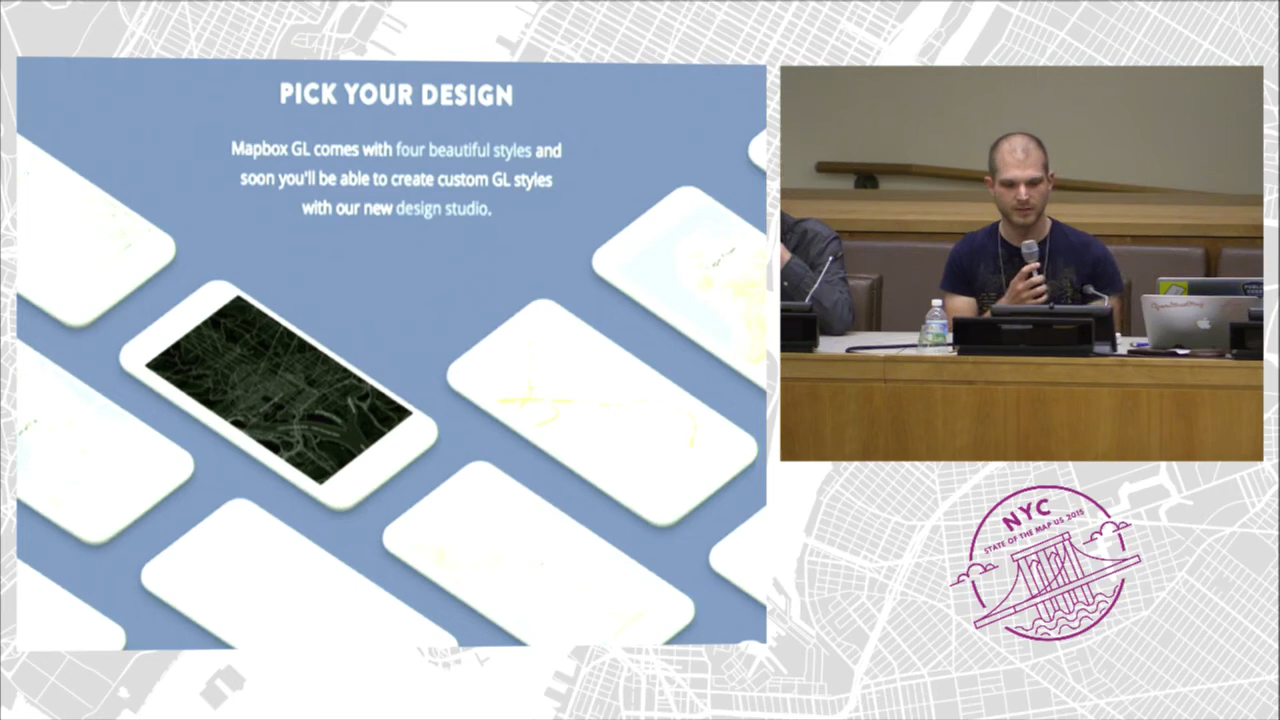 PICK YOUR DESIGN
Mapbox GL comes with four beautiful styles and
soon you'll be able to create custom GL styles
with our new design studio.
NYC
STATE OF THE MAP US 2015